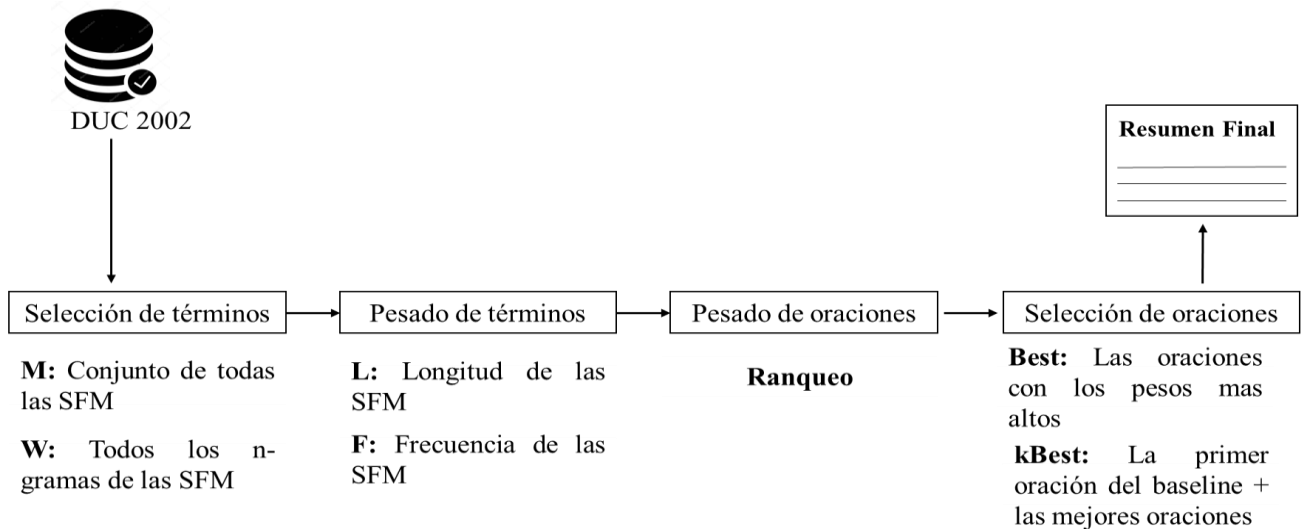 DUC 2002
Resumen Final
Selección de términos
Pesado de términos
Pesado de oraciones
Selección de oraciones
M: Conjunto de todas
las SFM
W: Todos los n-
gramas de las SFM
L: Longitud de las
SFM
F: Frecuencia de las
SFM
Ranqueo
Best: Las oraciones
con los pesos mas
altos
kBest: La primer
oración del baseline +
las mejores oraciones